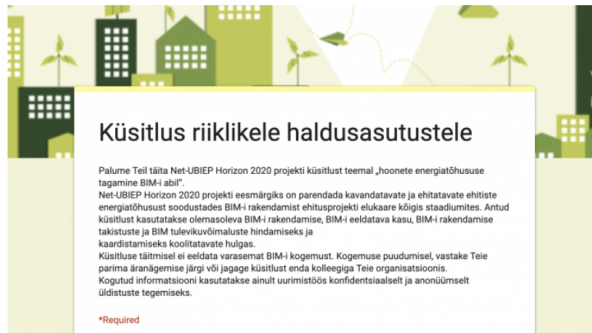 Küsitlus riiklikele haldusasutustele
Palume Teil täita Net-UBIEP Horizon 2020 projekti küsitlust teemal „hoonete energiatõhususe
tagamine BIM-i abil”.
Net-UBIEP Horizon 2020 projekti eesmärgiks on parendada kavandatavate ja ehitatavate ehitiste
energiatõhusust soodustades BIM-i rakendamist ehitusprojekti elukaare kõigis staadiumites. Antud
küsitlust kasutatakse olemasoleva BIM-i rakendamise, BIM-i eeldatava kasu, BIM-i rakendamise
takistuste ja BIM tulevikuvõimaluste hindamiseks ja
kaardistamiseks koolitatavate hulgas.
Küsitluse täitmisel ei eeldata varasemat BIM-i kogemust. Kogemuse puudumisel, vastake Teie
parima äranägemise järgi või jagage küsitlust enda kolleegiga Teie organisatsioonis.
Kogutud informatsiooni kasutatakse ainult uurimistöös konfidentsiaalselt ja anonüümselt
üldistuste tegemiseks.
*Required